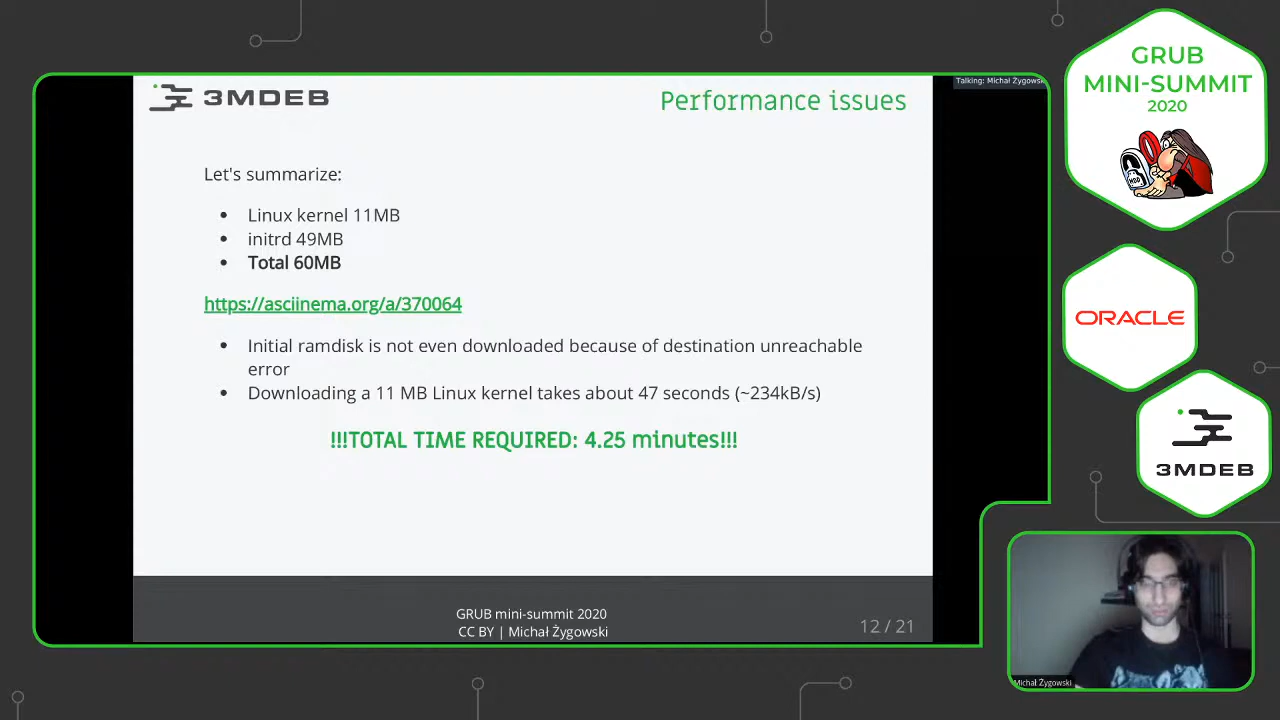 3MDEB
Performance issues
Talking: Michał Żygowsk
Let's summarize:
• Linux kernel 11MB
• initrd 49MB
• Total 60MB
https://asciinema.org/a/370064
• Initial ramdisk is not even downloaded because of destination unreachable
error
• Downloading a 11 MB Linux kernel takes about 47 seconds (~234kB/s)
!!!TOTAL TIME REQUIRED: 4.25 minutes!!!
GRUB mini-summit 2020
CC BY | Michał Żygowski
12 / 21
GRUB
MINI-SUMMIT
2020
ORACLE
3MDEB
Michał Żygowski